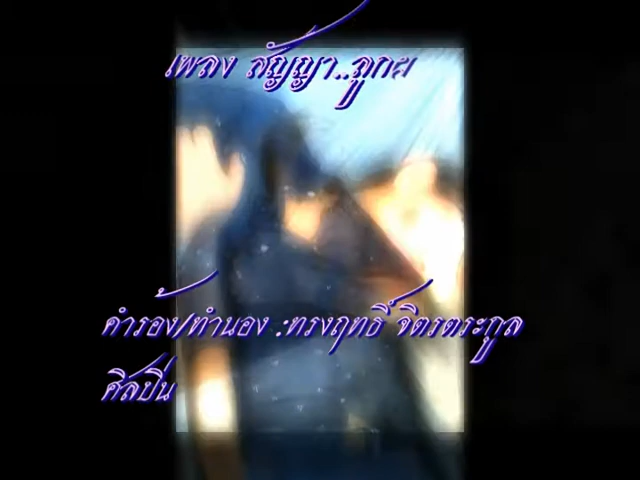 เพลง สัญญา..ลูก
คำร้อง/ทำนอง :ทรงฤทธิ์ จิตรตระกูล
ศิลปิน